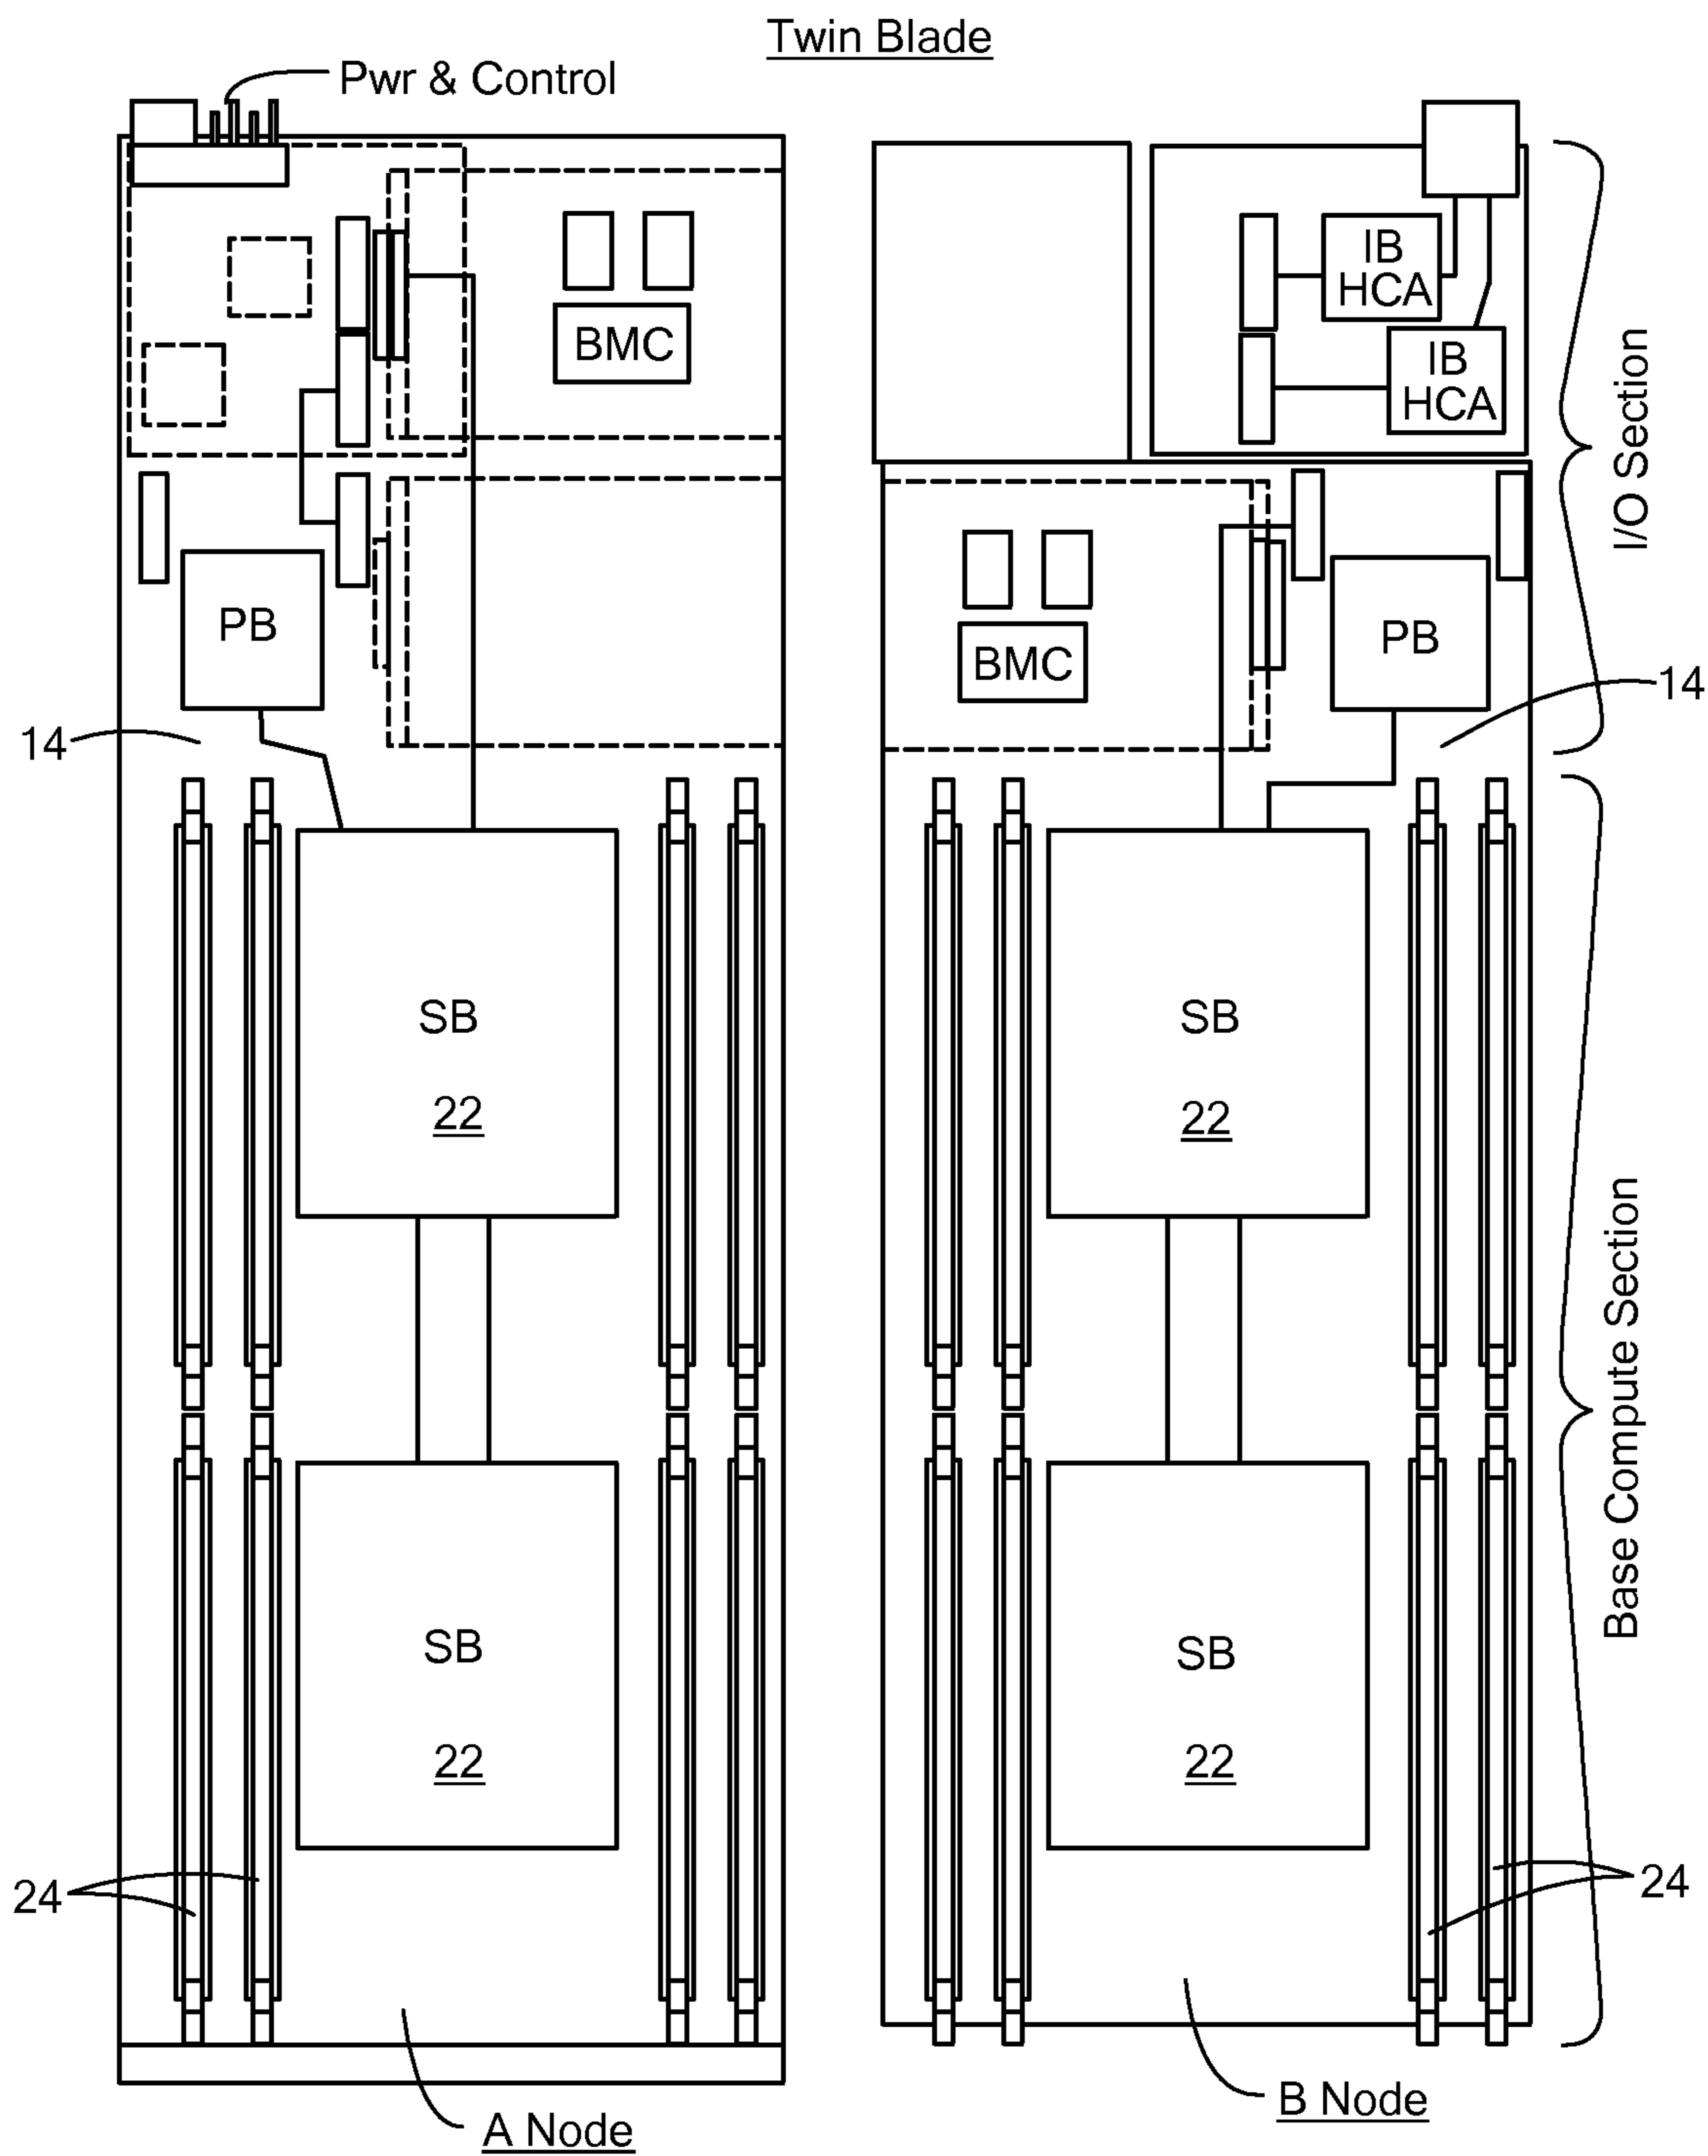 Twin Blade
Pwr & Control
IB
HCA
IB
HCA
BMC
I/O Section
PB
BMC
PB
14
14
SB
22
SB
22
Base Compute Section
SB
22
SB
22
24
24
A Node
B Node